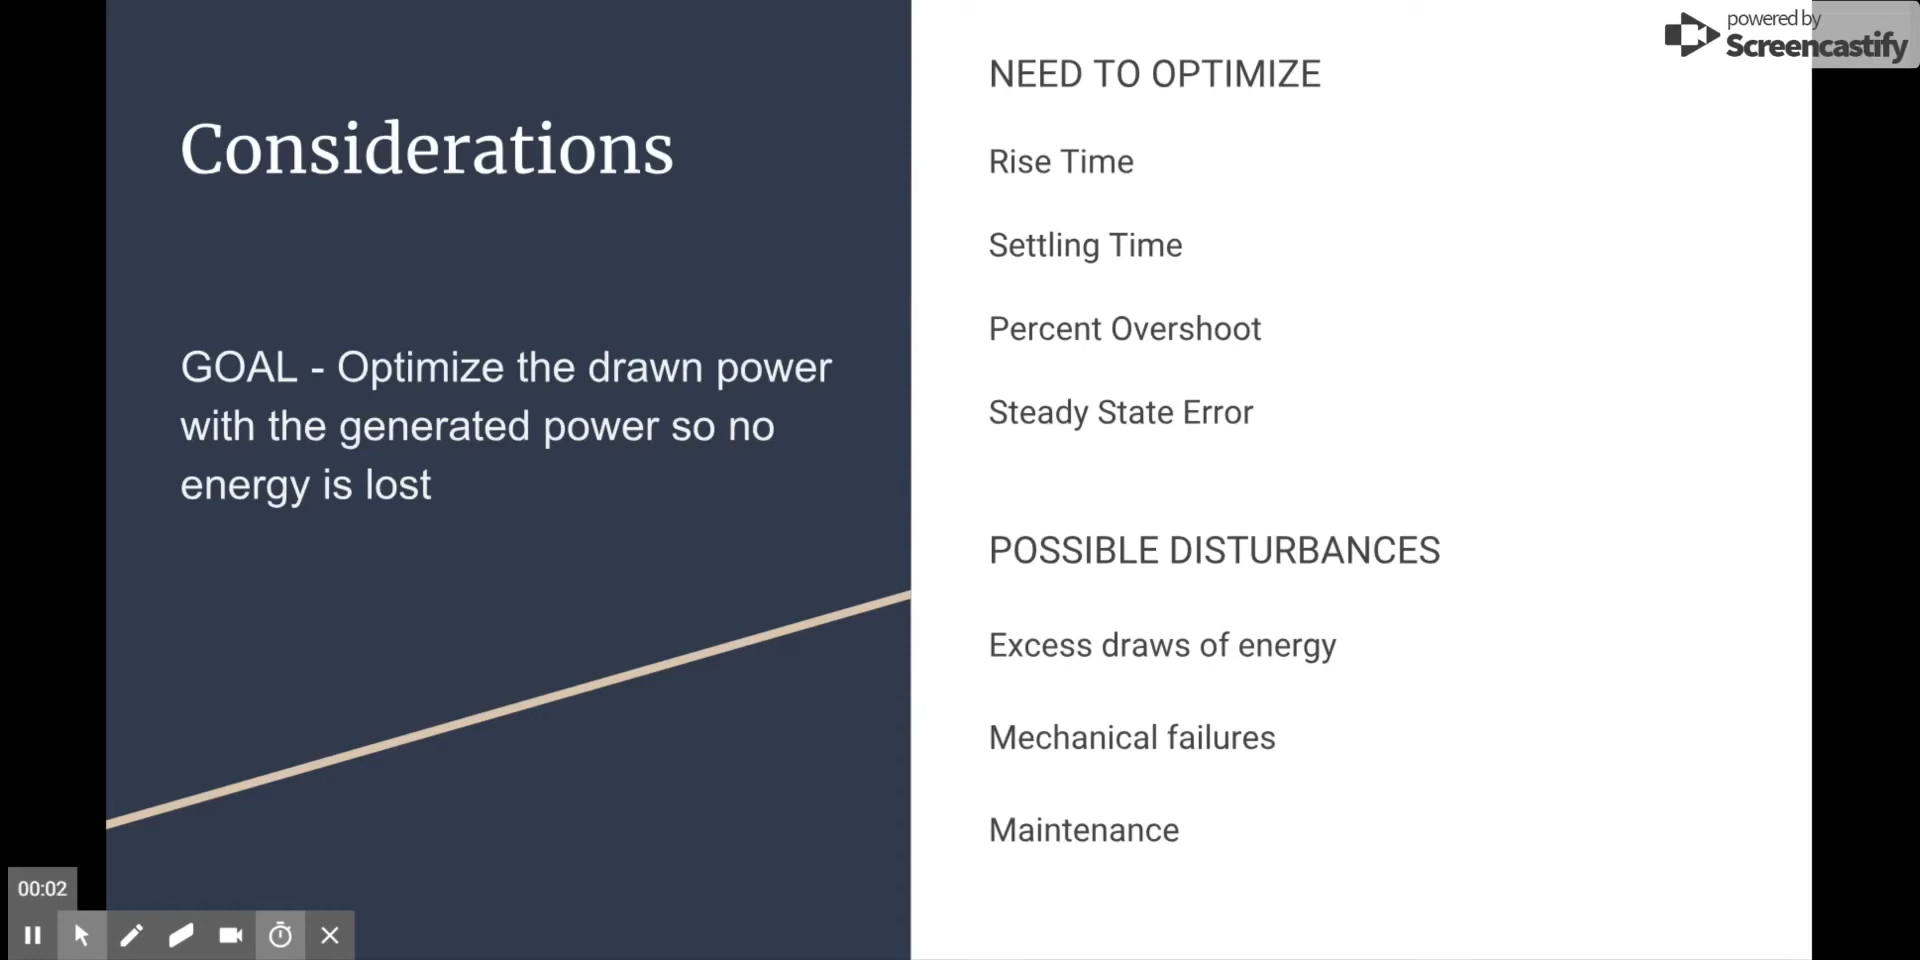 powered by
Screencastify
Considerations
GOAL - Optimize the drawn power
with the generated power so no
energy is lost
NEED TO OPTIMIZE
Rise Time
Settling Time
Percent Overshoot
Steady State Error
POSSIBLE DISTURBANCES
Excess draws of energy
Mechanical failures
Maintenance
00:02